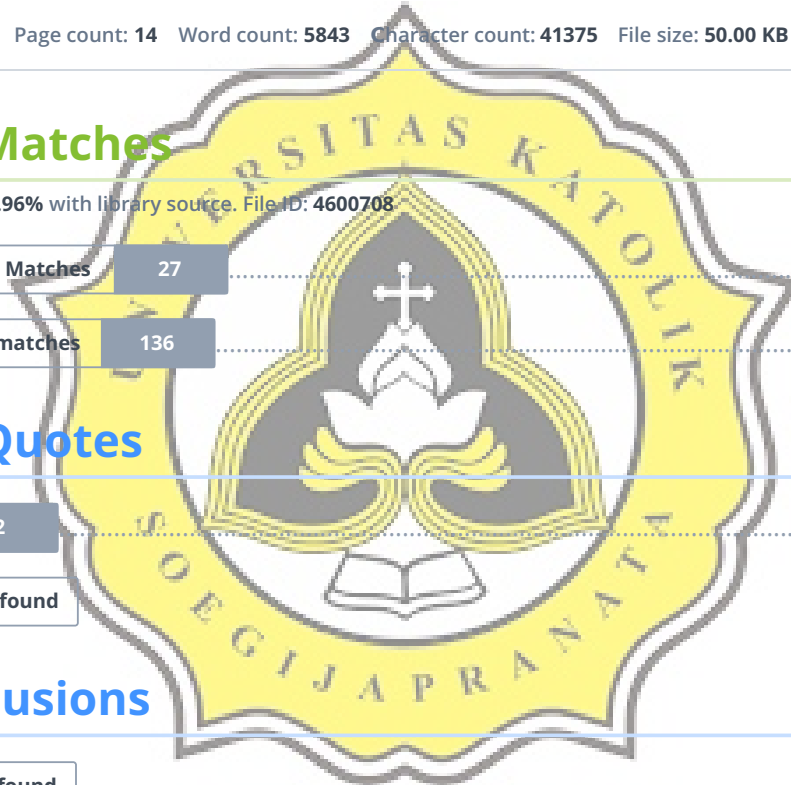 Page count: 14 Word count: 5843 Character count: 41375 File size: 50.00 KB
Matches
.96% with library source. File ID: 4600708
Matches 27
matches 136
Quotes
2
found
usions
found
UNIVERSITAS KATOLIK
SOEGIJAPRANATA